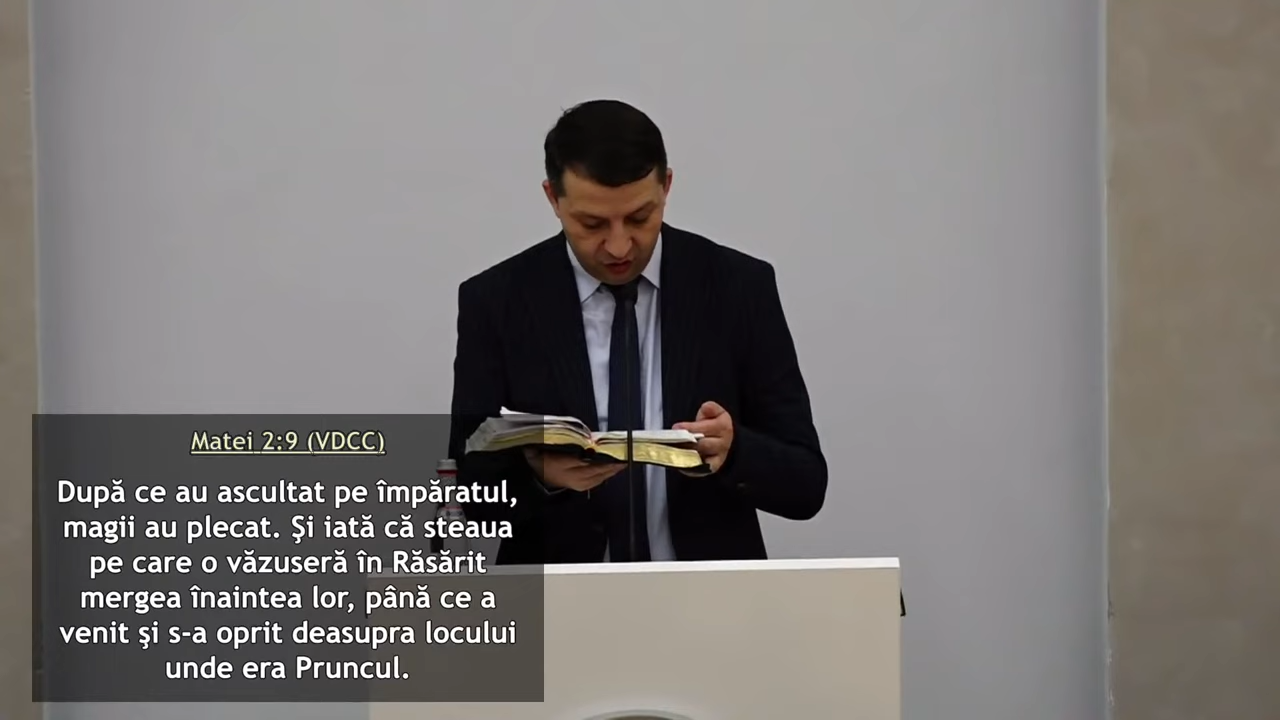 Matei 2:9 (VDCC)
După ce au ascultat pe împăratul,
magii au plecat. Şi iată că steaua
pe care o văzuseră în Răsărit
mergea înaintea lor, până ce a
venit şi s-a oprit deasupra locului
unde era Pruncul.